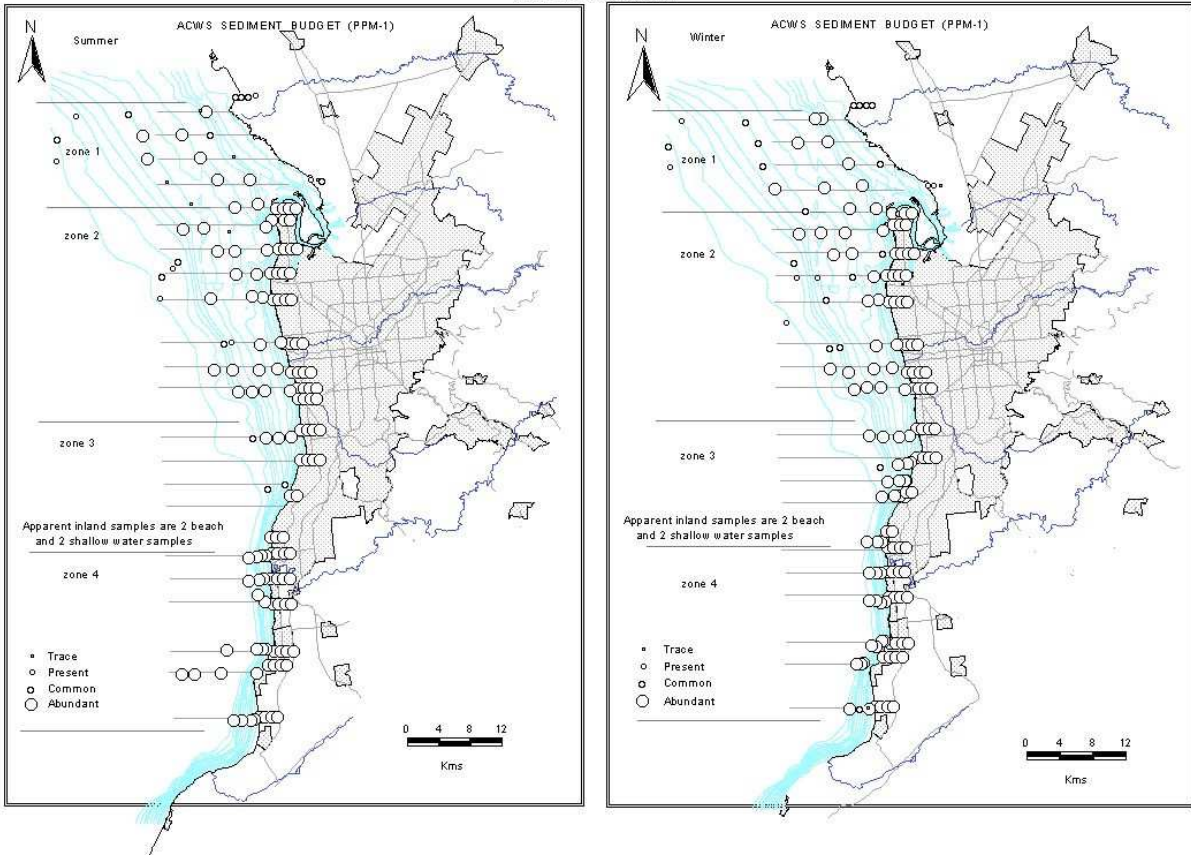 ACWS SEDIMENT BUDGET (PPM-1)
N
Summer
zone 1
zone 2
zone 3
Apparent inland samples are 2 beach
and 2 shallow water samples
zone 4
Trace
Present
Common
Abundant
0 4 8 12
Kms
ACWS SEDIMENT BUDGET (PPM-1)
N
Winter
zone 1
zone 2
zone 3
Apparent inland samples are 2 beach
and 2 shallow water samples
zone 4
Trace
Present
Common
Abundant
0 4 8 12
Kms